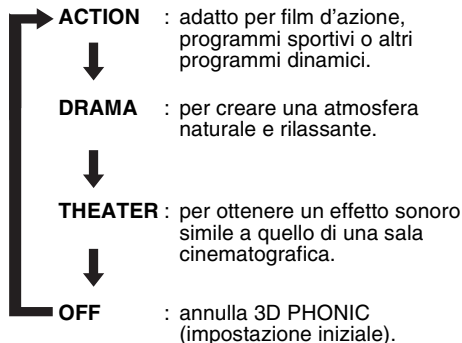 ACTION : adatto per film d'azione,
programmi sportivi o altri
programmi dinamici.
DRAMA : per creare una atmosfera
naturale e rilassante.
THEATER : per ottenere un effetto sonoro
simile a quello di una sala
cinematografica.
OFF : annulla 3D PHONIC
(impostazione iniziale).